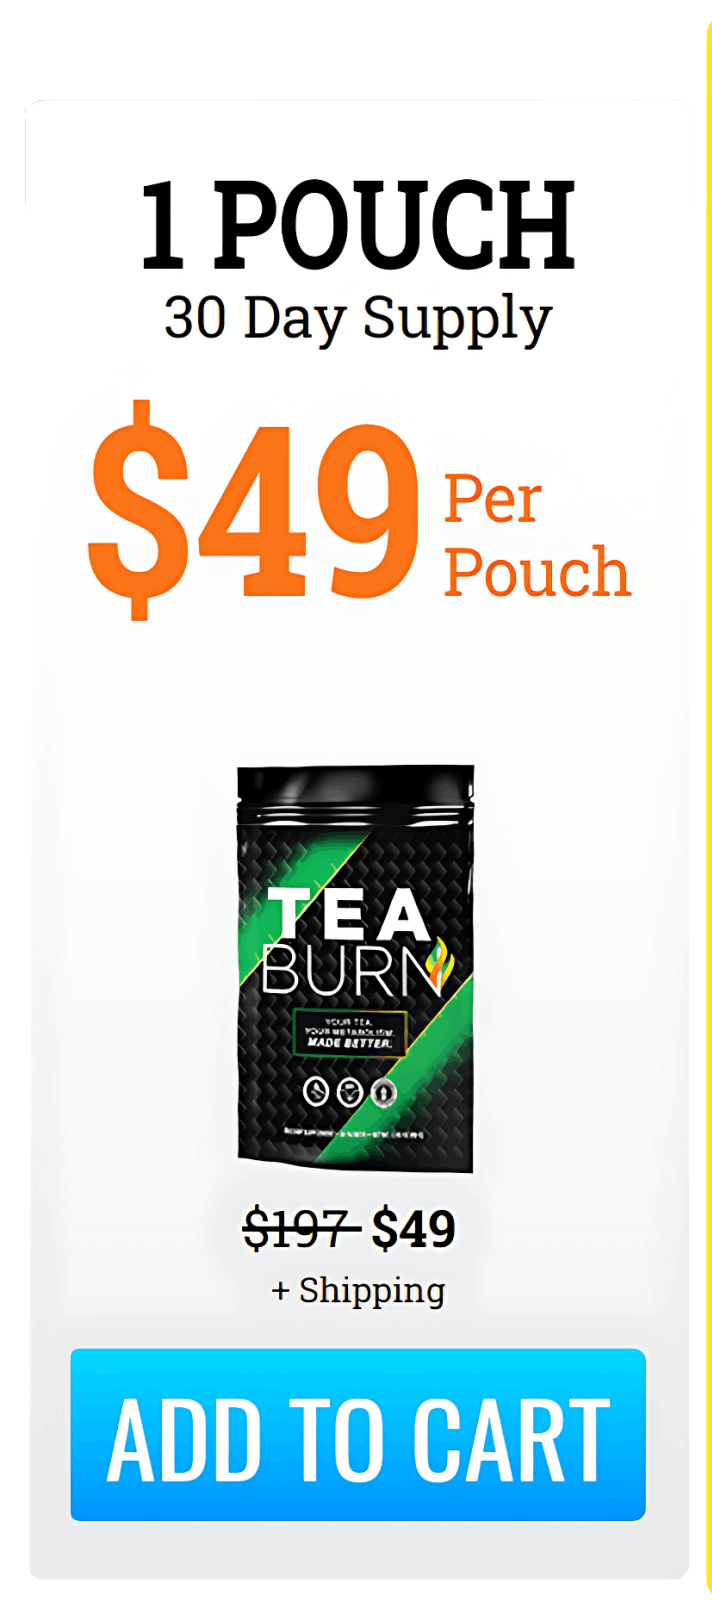 1 POUCH
30 Day Supply
$49 Per
Pouch
TEA
BURN
YOUR TEA.
YOUR METABOLISM.
MADE BETTER.
$197 $49
+ Shipping
ADD TO CART